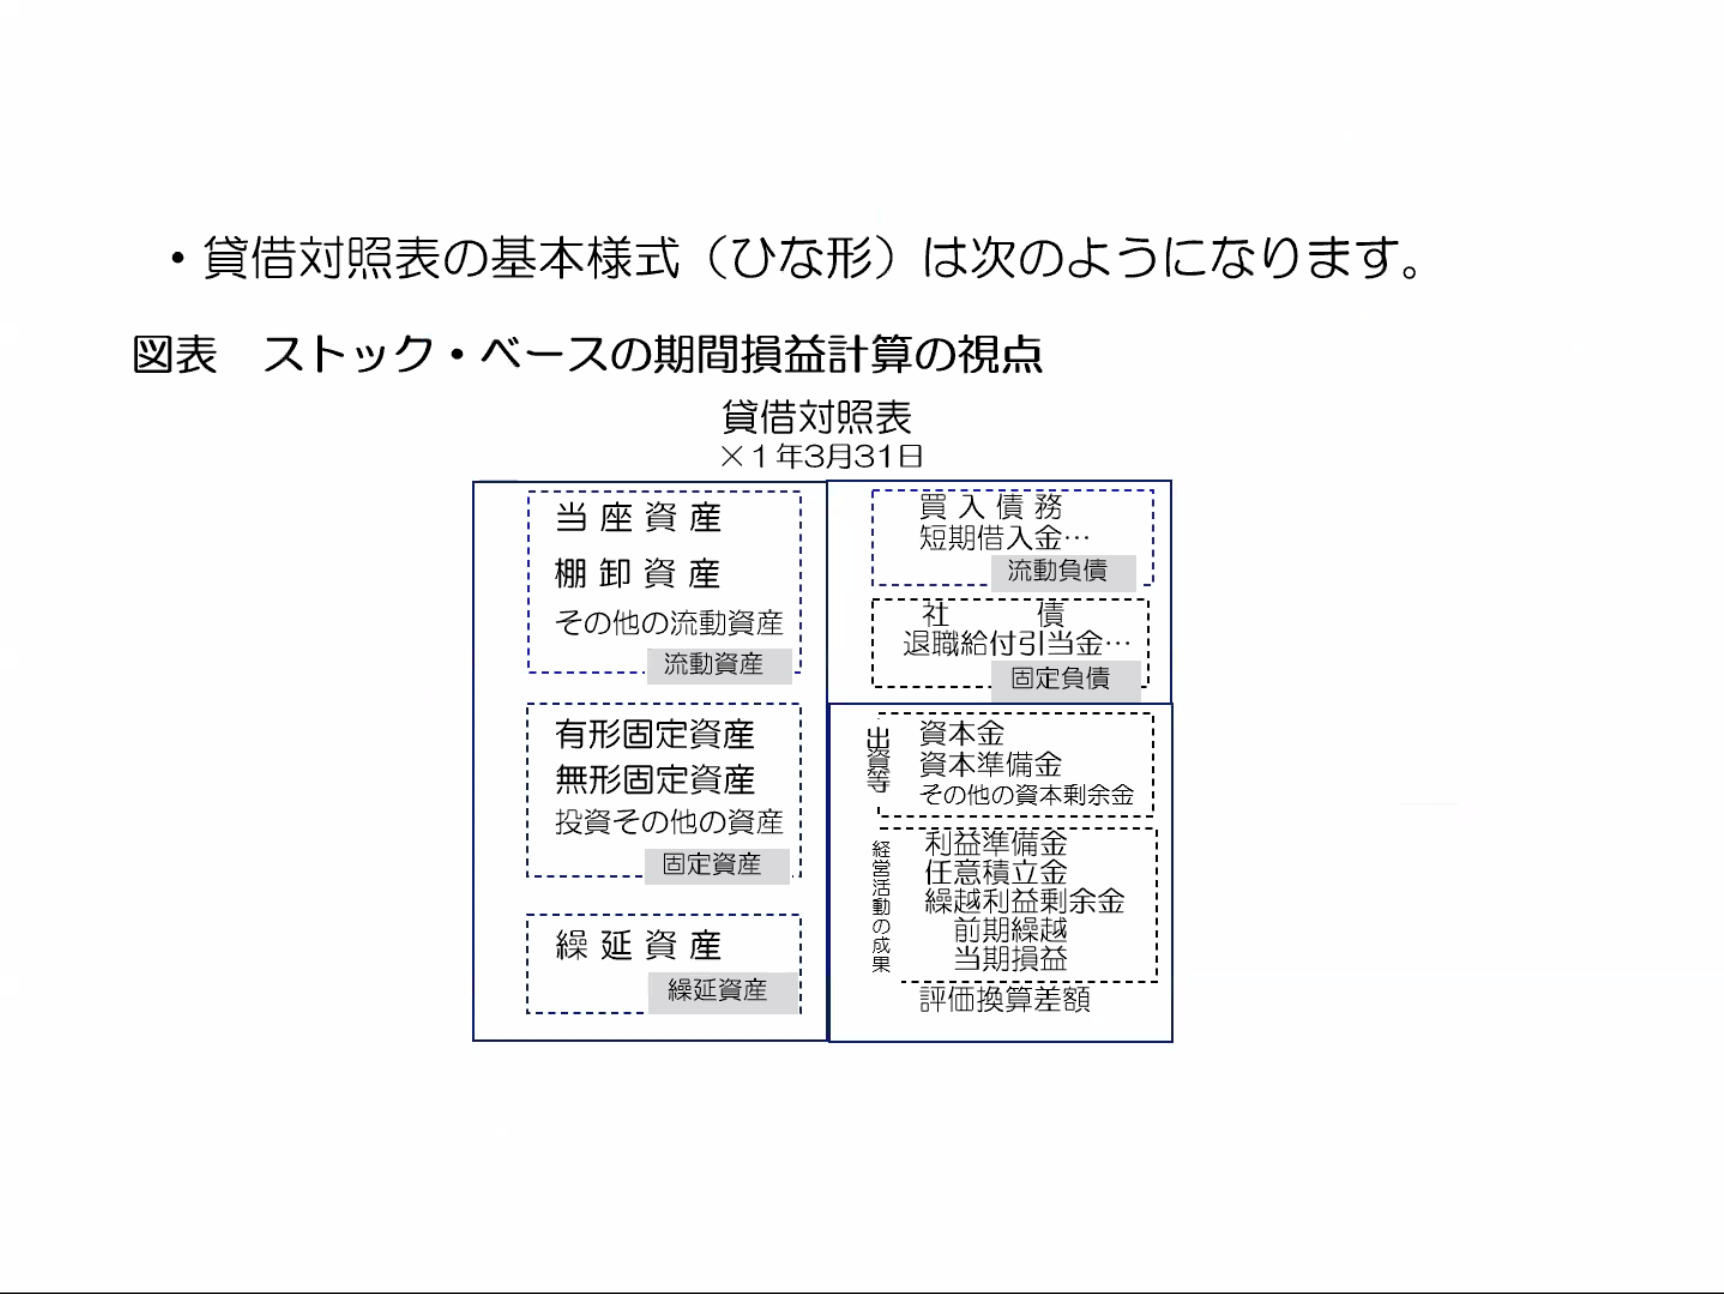 ・貸借対照表の基本様式（ひな形）は次のようになります。
図表　ストック・ベースの期間損益計算の視点
貸借対照表
×１年3月31日
当 座 資 産
棚 卸 資 産
その他の流動資産
流動資産
有形固定資産
無形固定資産
投資その他の資産
固定資産
繰 延 資 産
繰延資産
買 入 債 務
短期借入金…
流動負債
社　　　債
退職給付引当金…
固定負債
出資等
資本金
資本準備金
その他の資本剰余金
経営活動の成果
利益準備金
任意積立金
繰越利益剰余金
前期繰越
当期損益
評価換算差額